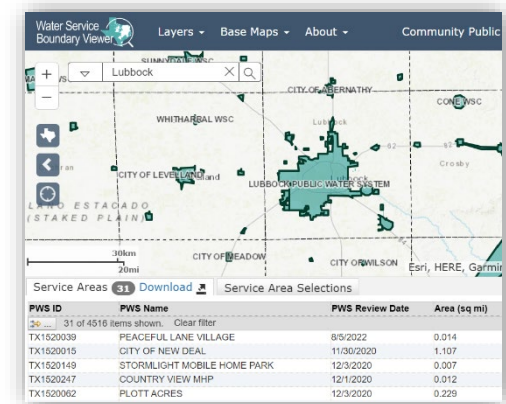 Water Service
Boundary Viewer
Layers
Base Maps
About
Community Public
SUNNYDALE WSC
Lubbock
CITY OF ABERNATHY
CONE WSC
WHITHARRAL WSC
Lubbock
82
Crosby
CITY OF LEVELLAND
LUBBOCK PUBLIC WATER SYSTEM
LANO ESTACADO
(STAKED PLAIN)
30km
20mi
CITY OF MEADOW
CITY OF WILSON
Esri, HERE, Garmin
Service Areas 31 Download
Service Area Selections
PWS ID PWS Name PWS Review Date Area (sq mi)
... 31 of 4516 items shown. Clear filter
TX1520039 PEACEFUL LANE VILLAGE 8/5/2022 0.014
TX1520015 CITY OF NEW DEAL 11/30/2020 1.107
TX1520149 STORMLIGHT MOBILE HOME PARK 12/3/2020 0.007
TX1520247 COUNTRY VIEW MHP 12/1/2020 0.012
TX1520062 PLOTT ACRES 12/3/2020 0.229